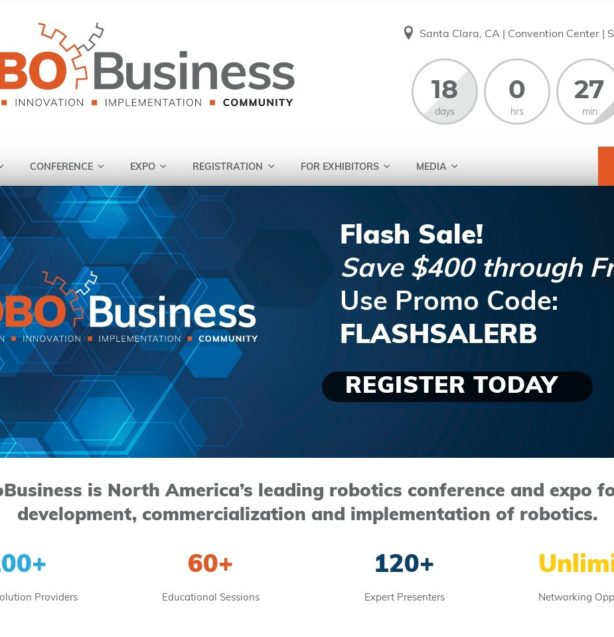 Santa Clara, CA | Convention Center | S
BO Business
INNOVATION ■ IMPLEMENTATION ■ COMMUNITY
18 0 27
days hrs min
CONFERENCE EXPO REGISTRATION FOR EXHIBITORS MEDIA
Flash Sale!
Save $400 through Fr
Use Promo Code:
FLASHSALERB
REGISTER TODAY
OBO Business
N ■ INNOVATION ■ IMPLEMENTATION ■ COMMUNITY
oBusiness is North America's leading robotics conference and expo fo
development, commercialization and implementation of robotics.
00+ 60+ 120+ Unlimi
olution Providers Educational Sessions Expert Presenters Networking Opp